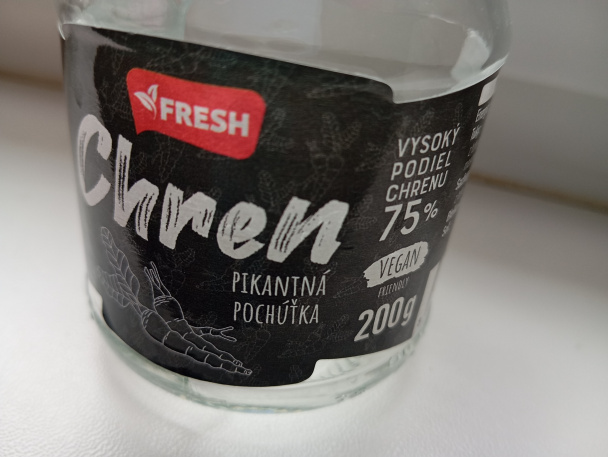 FRESH
Chren
PIKANTNÁ
POCHÚŤKA
VYSOKÝ
PODIEL
CHRENU
75%
VEGAN
FRIENDLY
200g